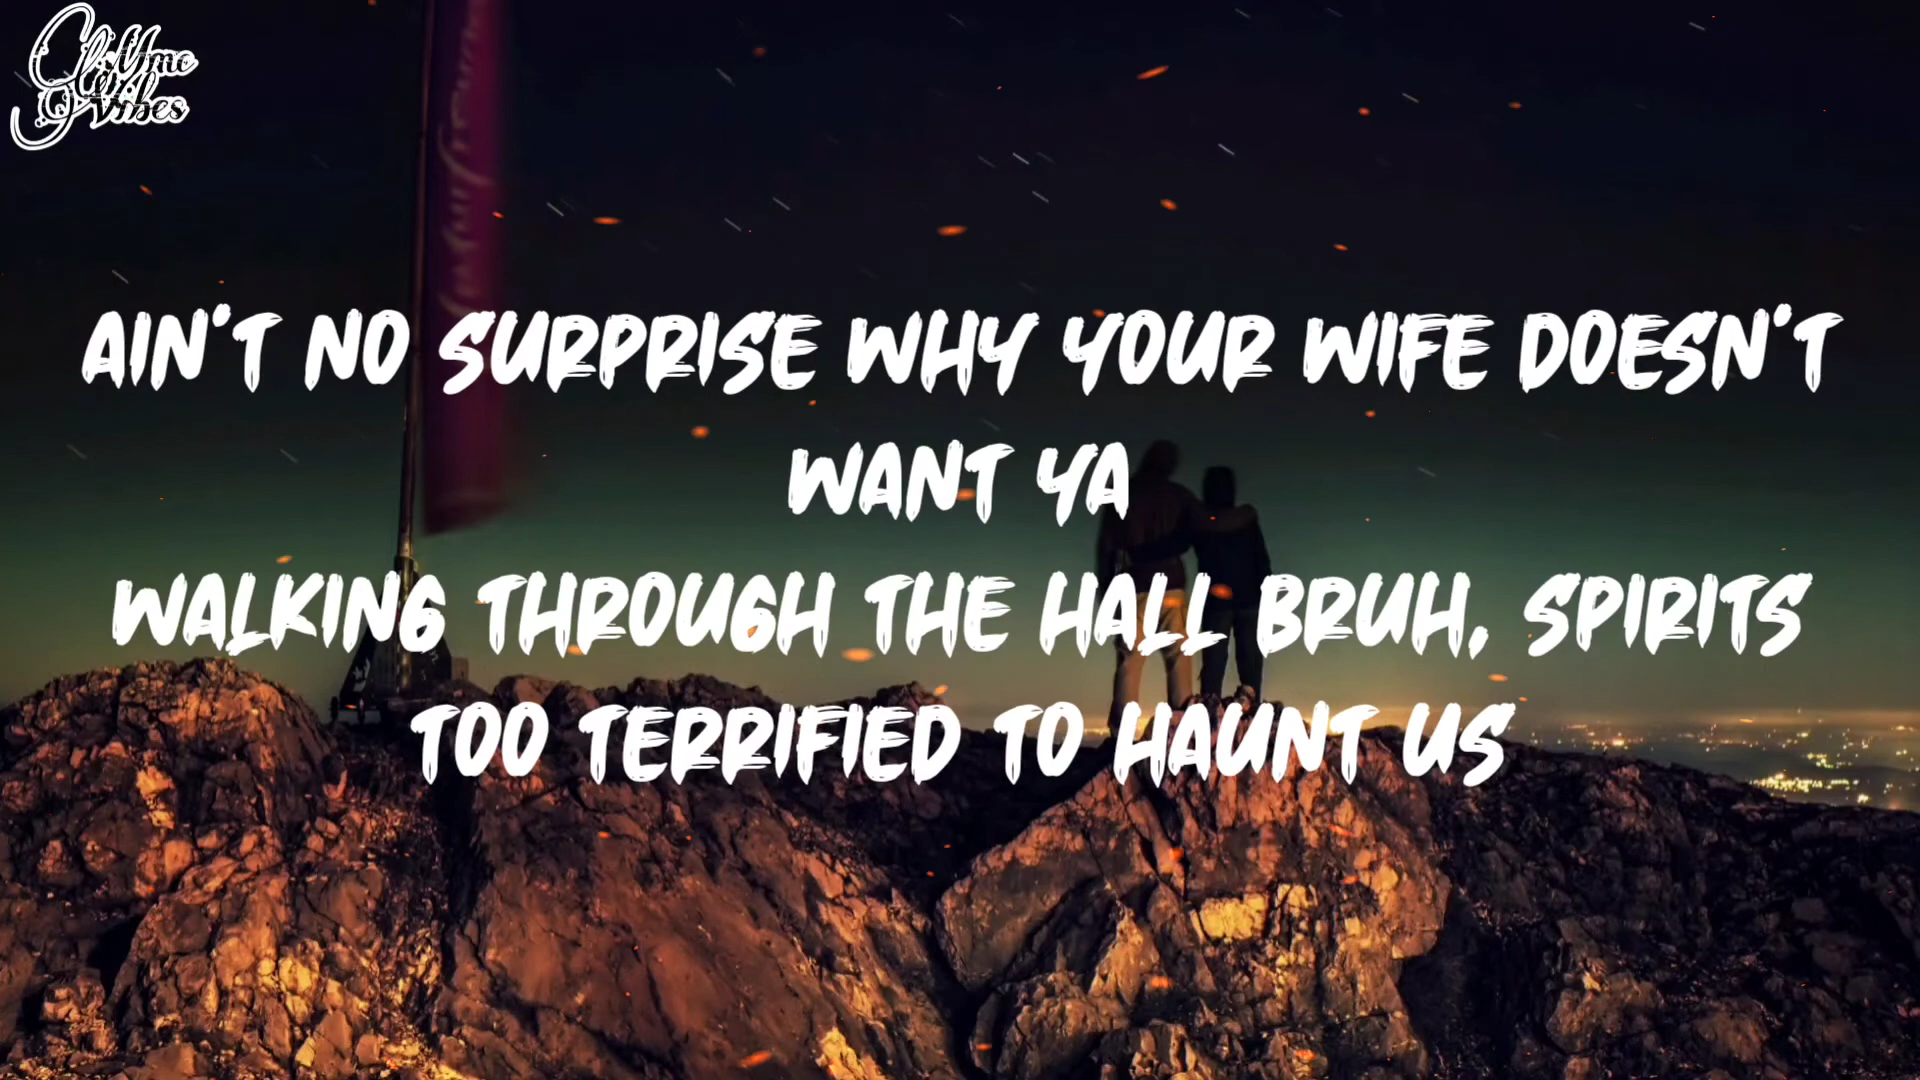 AIN'T NO SURPRISE WHY YOUR WIFE DOESN'T
WANT YA
WALKING THROUGH THE HALL BRUH, SPIRITS
TOO TERRIFIED TO HAUNT US
Vibes